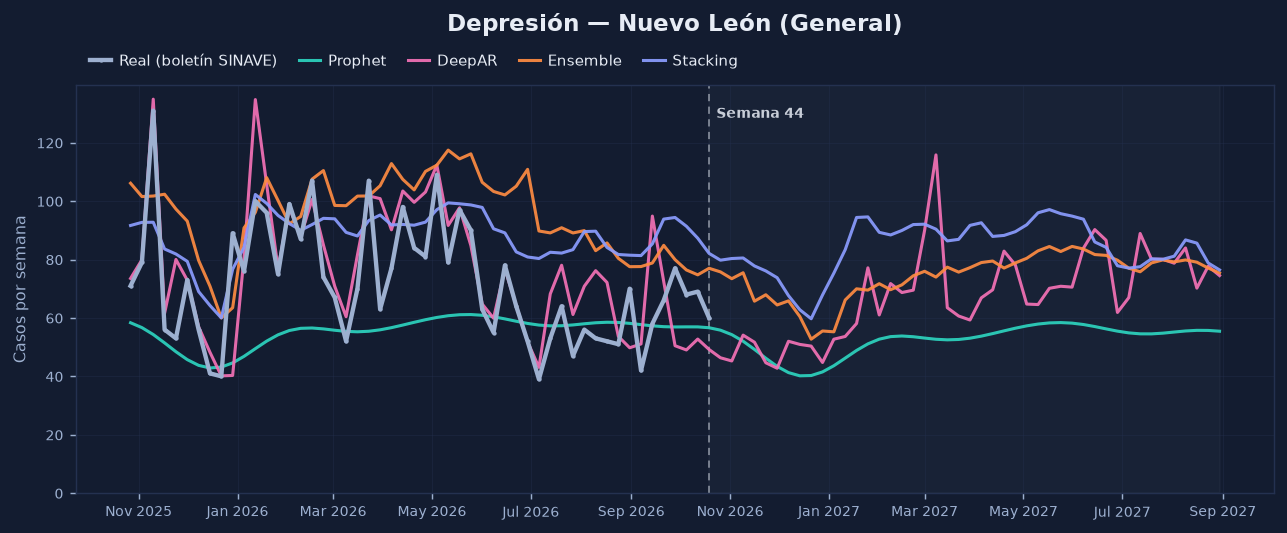 Depresión — Nuevo León (General)
Real (boletín SINAVE) Prophet DeepAR Ensemble Stacking
Semana 44
Casos por semana
120
100
80
60
40
20
0
Nov 2025 Jan 2026 Mar 2026 May 2026 Jul 2026 Sep 2026 Nov 2026 Jan 2027 Mar 2027 May 2027 Jul 2027 Sep 2027